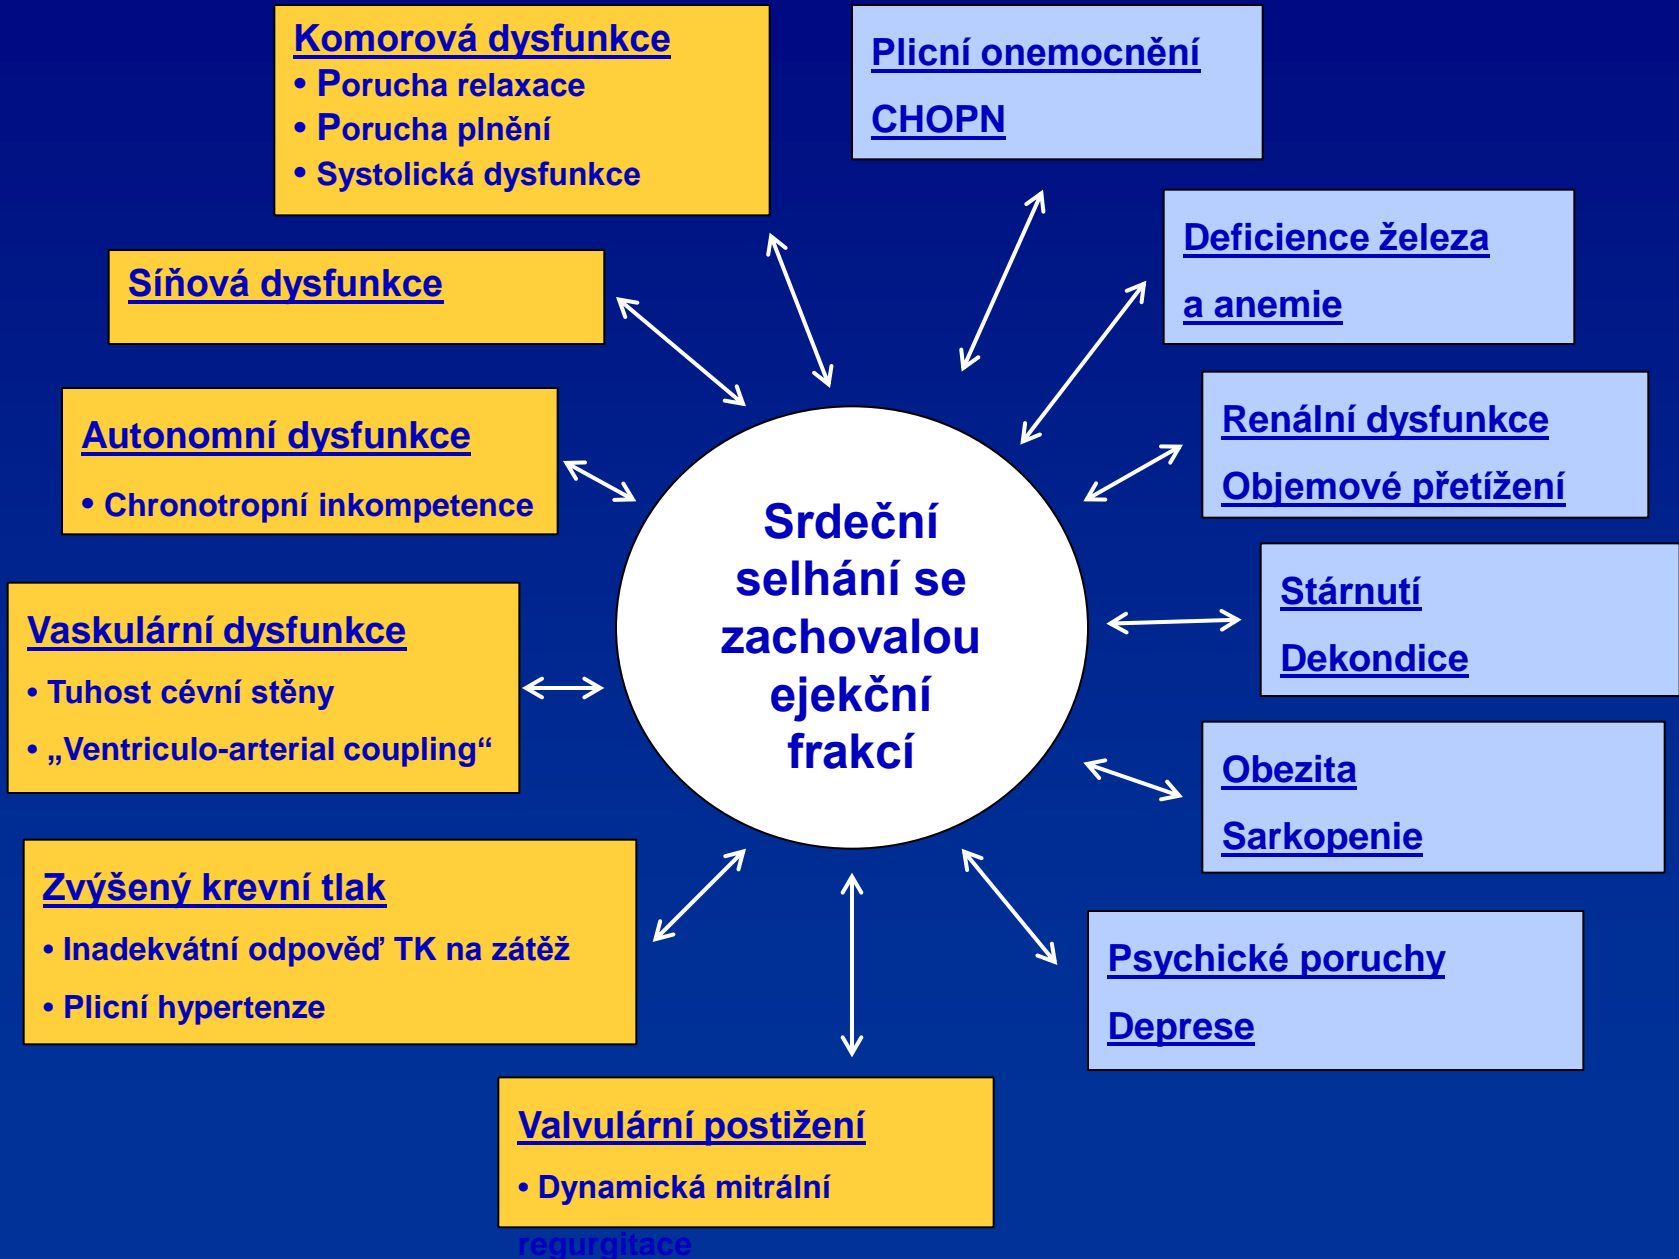 Komorová dysfunkce
• Porucha relaxace
• Porucha plnění
• Systolická dysfunkce
Síňová dysfunkce
Autonomní dysfunkce
• Chronotropní inkompetence
Vaskulární dysfunkce
• Tuhost cévní stěny
• „Ventriculo-arterial coupling“
Zvýšený krevní tlak
• Inadekvátní odpověď TK na zátěž
• Plicní hypertenze
Valvulární postižení
• Dynamická mitrální
regurgitace
Srdeční
selhání se
zachovalou
ejekční
frakcí
Plicní onemocnění
CHOPN
Deficience železa
a anemie
Renální dysfunkce
Objemové přetížení
Stárnutí
Dekondice
Obezita
Sarkopenie
Psychické poruchy
Deprese